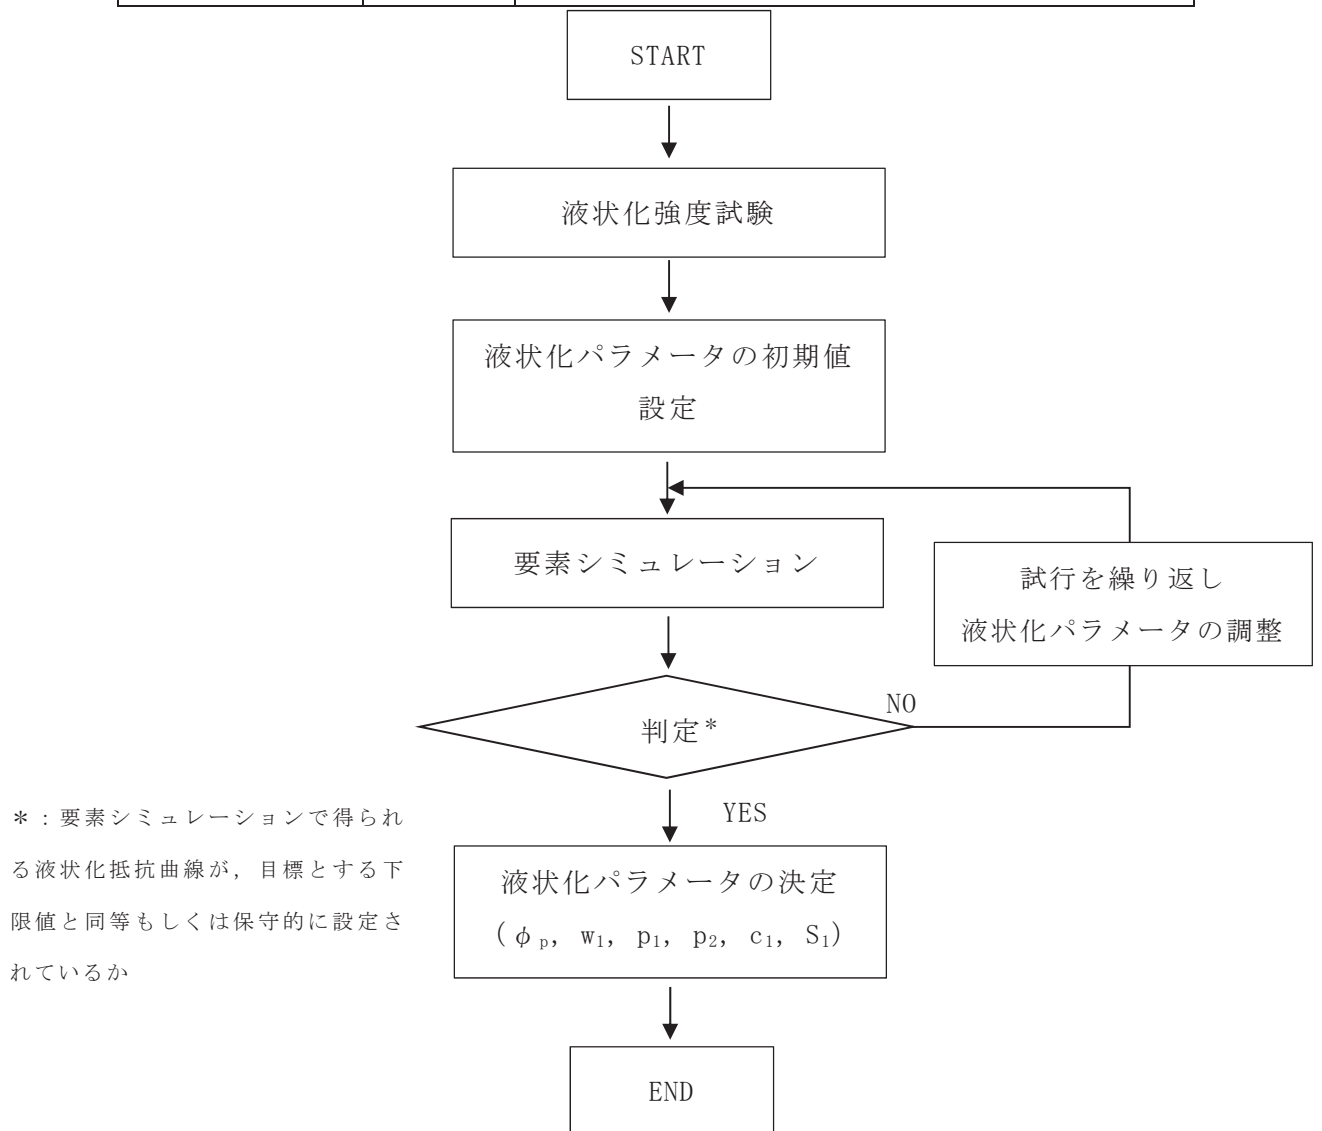 START
液状化強度試験
液状化パラメータの初期値
設定
要素シミュレーション
試行を繰り返し
液状化パラメータの調整
NO
判定*
YES
*：要素シミュレーションで得られ
る液状化抵抗曲線が，目標とする下
限値と同等もしくは保守的に設定さ
れているか
液状化パラメータの決定
(φp, w1, p1, p2, c1, S1)
END